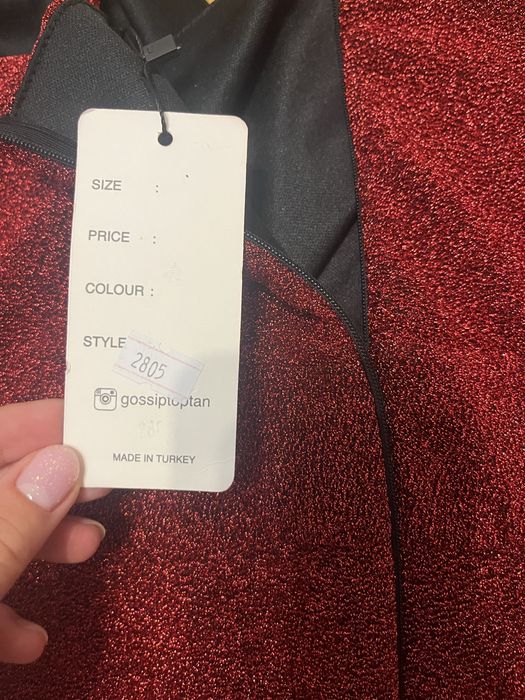 SIZE :
PRICE :
COLOUR :
STYLE
2805
gossiptoptan
MADE IN TURKEY